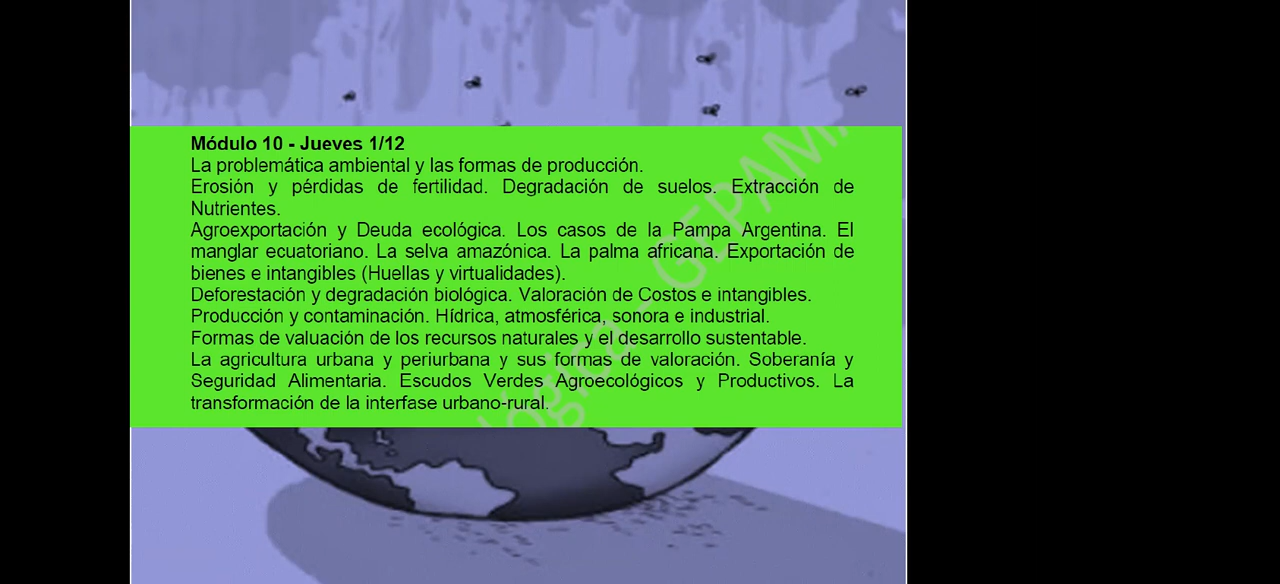 Módulo 10 - Jueves 1/12
La problemática ambiental y las formas de producción.
Erosión y pérdidas de fertilidad. Degradación de suelos. Extracción de
Nutrientes.
Agroexportación y Deuda ecológica. Los casos de la Pampa Argentina. El
manglar ecuatoriano. La selva amazónica. La palma africana. Exportación de
bienes e intangibles (Huellas y virtualidades).
Deforestación y degradación biológica. Valoración de Costos e intangibles.
Producción y contaminación. Hídrica, atmosférica, sonora e industrial.
Formas de valuación de los recursos naturales y el desarrollo sustentable.
La agricultura urbana y periurbana y sus formas de valoración. Soberanía y
Seguridad Alimentaria. Escudos Verdes Agroecológicos y Productivos. La
transformación de la interfase urbano-rural.